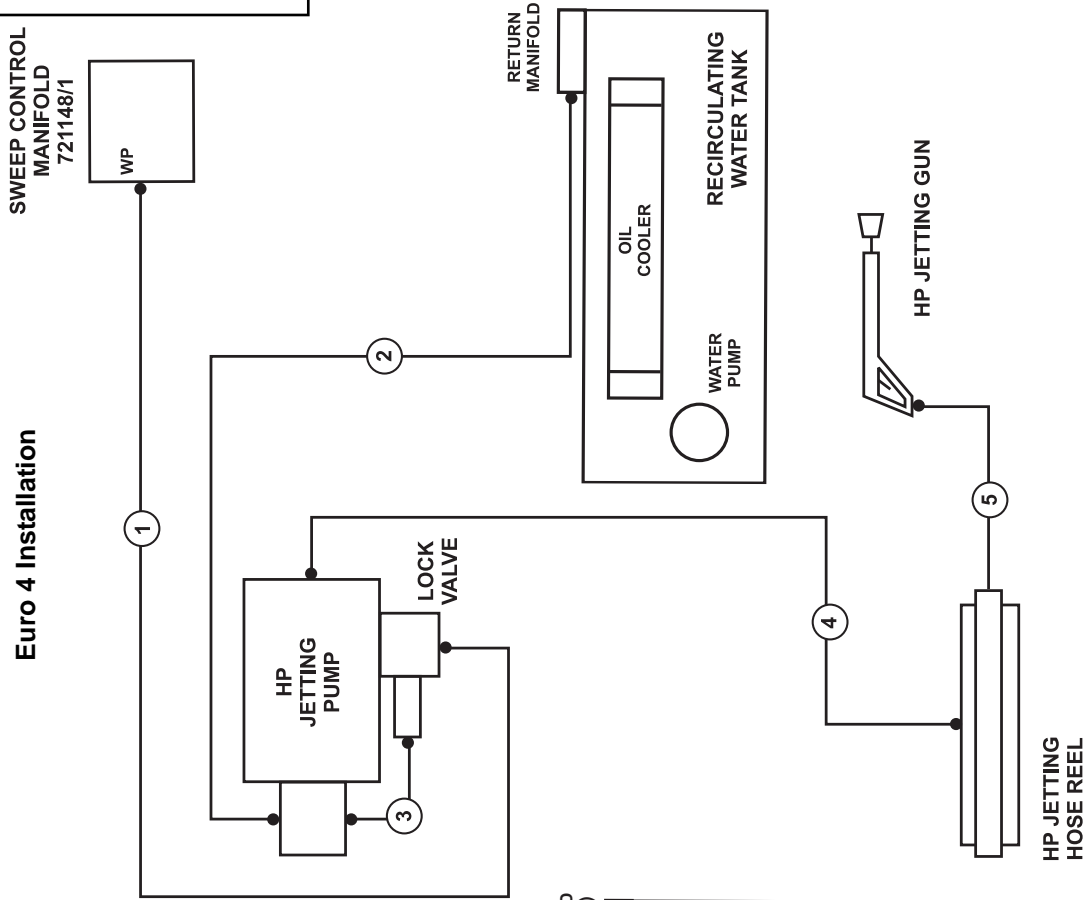 Euro 4 Installation
SWEEP CONTROL
MANIFOLD
721148/1
WP
1
2
3
4
5
RETURN
MANIFOLD
OIL
COOLER
RECIRCULATING
WATER TANK
WATER
PUMP
HP
JETTING
PUMP
LOCK
VALVE
HP JETTING GUN
HP JETTING
HOSE REEL